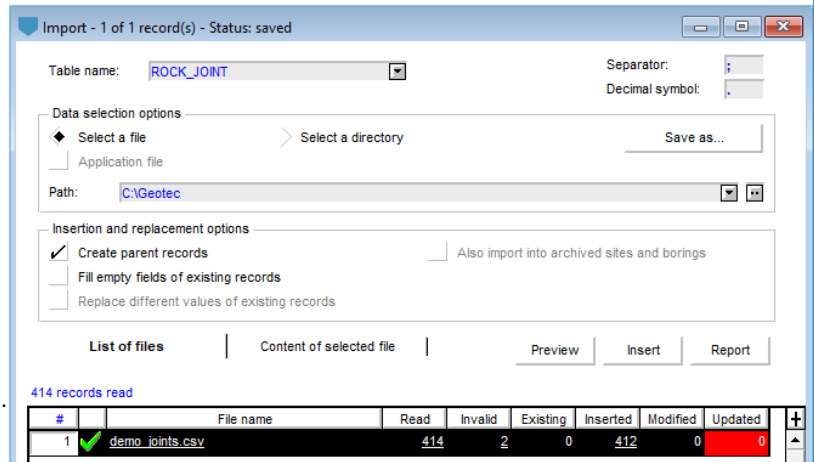 Import - 1 of 1 record(s) - Status: saved
Table name: ROCK_JOINT Separator: ;
Decimal symbol: .
Data selection options
Select a file Select a directory Save as...
Application file
Path: C:\Geotec
Insertion and replacement options
Create parent records Also import into archived sites and borings
Fill empty fields of existing records
Replace different values of existing records
List of files Content of selected file Preview Insert Report
414 records read
# File name Read Invalid Existing Inserted Modified Updated +
1 demo_joints.csv 414 2 0 412 0 0
.